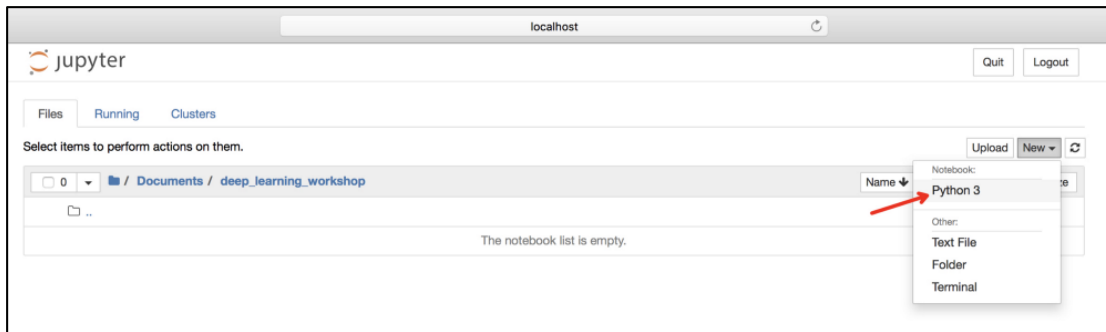 localhost
jupyter
Quit Logout
Files Running Clusters
Select items to perform actions on them.
Upload New
0 / Documents / deep_learning_workshop Name
Notebook:
Python 3
..
Other:
The notebook list is empty.
Text File
Folder
Terminal